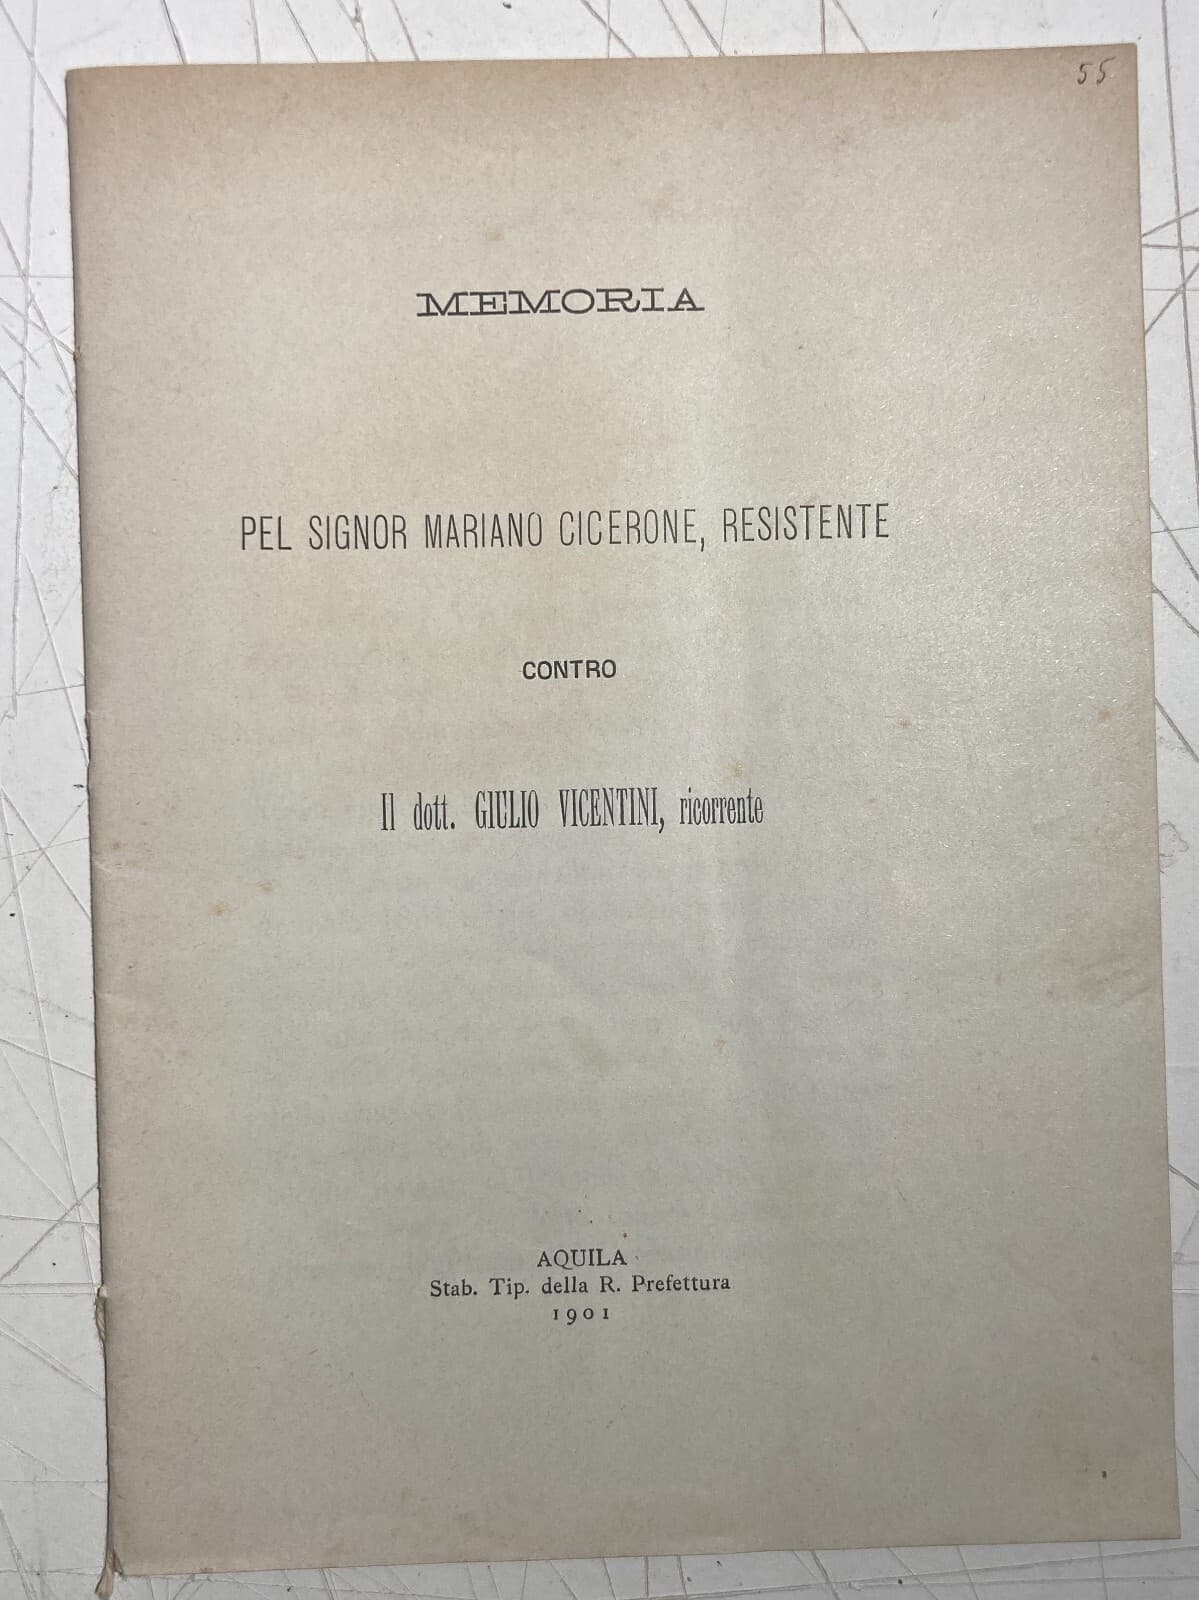 55
MEMORIA
PEL SIGNOR MARIANO CICERONE, RESISTENTE
CONTRO
Il dott. GIULIO VICENTINI, ricorrente
AQUILA
Stab. Tip. della R. Prefettura
1901